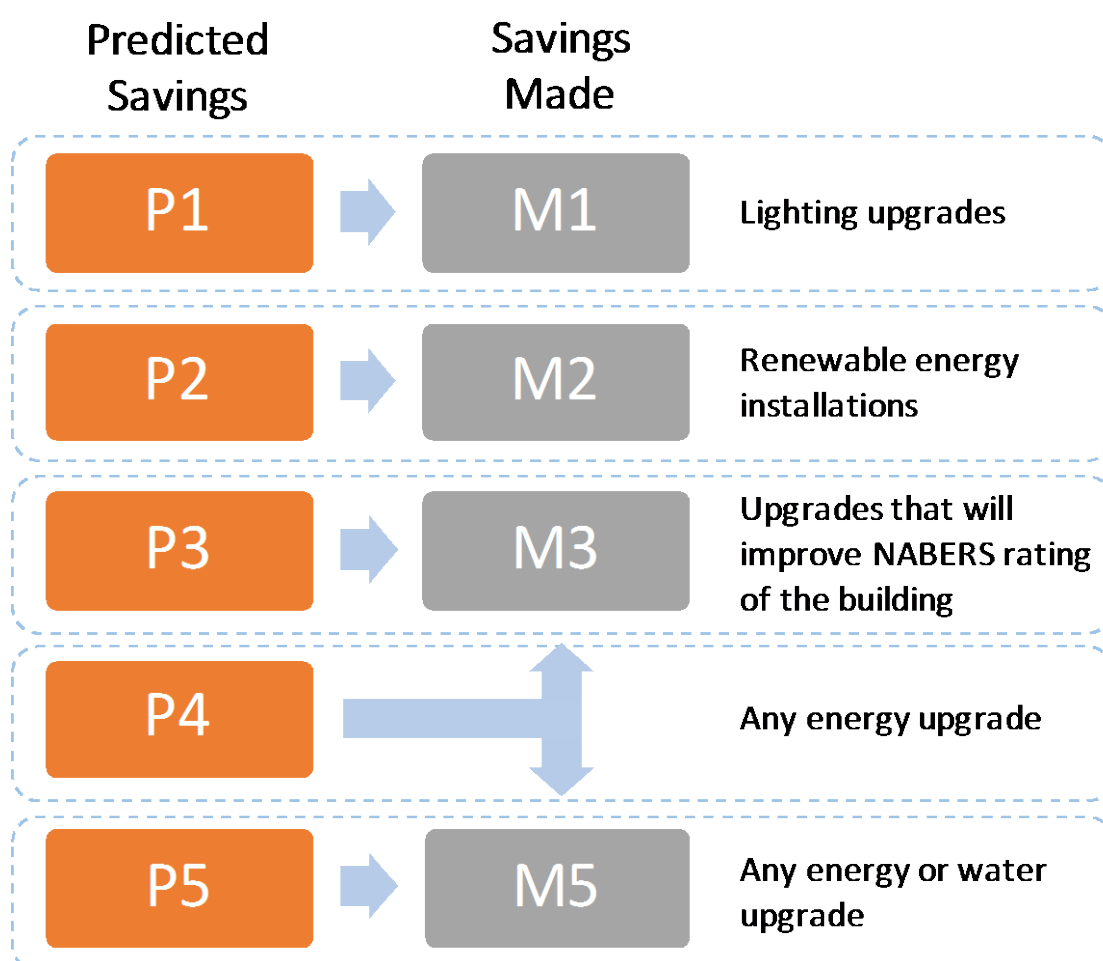 Predicted
Savings
Savings
Made
P1
M1
Lighting upgrades
P2
M2
Renewable energy
installations
P3
M3
Upgrades that will
improve NABERS rating
of the building
P4
Any energy upgrade
P5
M5
Any energy or water
upgrade